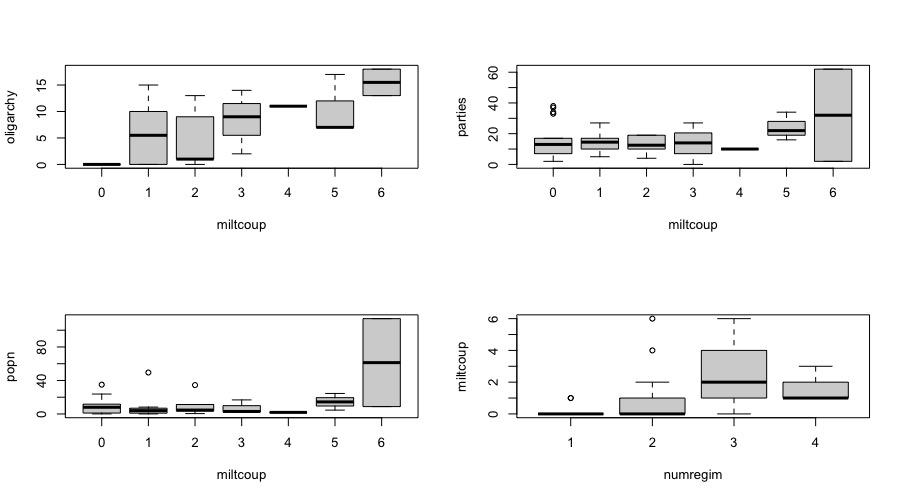 oligarchy
0 5 10 15
0 1 2 3 4 5 6
miltcoup
parties
0 20 40 60
0 1 2 3 4 5 6
miltcoup
popn
0 40 80
0 1 2 3 4 5 6
miltcoup
miltcoup
0 2 4 6
1 2 3 4
numregim